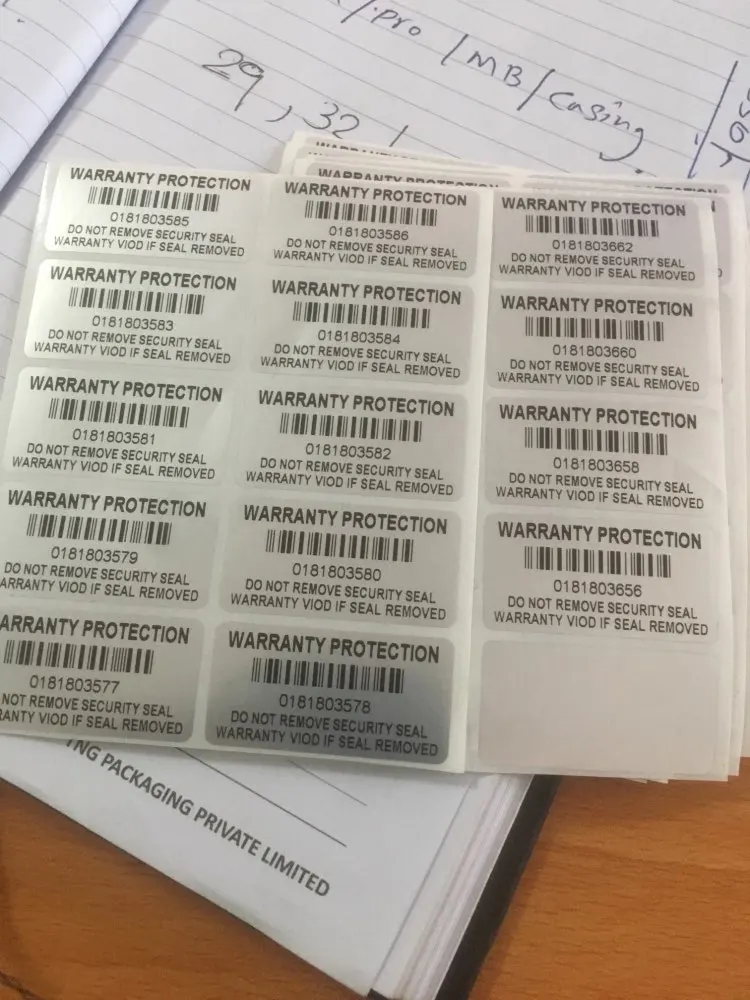 pro / MB / Casing
29, 32
WARRANTY PROTECTION
WARRANTY PROTECTION
0181803585
DO NOT REMOVE SECURITY SEAL
WARRANTY VIOD IF SEAL REMOVED
WARRANTY PROTECTION
0181803586
DO NOT REMOVE SECURITY SEAL
WARRANTY VIOD IF SEAL REMOVED
WARRANTY PROTECTION
0181803662
DO NOT REMOVE SECURITY SEAL
WARRANTY VIOD IF SEAL REMOVED
WARRANTY PROTECTION
0181803583
DO NOT REMOVE SECURITY SEAL
WARRANTY VIOD IF SEAL REMOVED
WARRANTY PROTECTION
0181803584
DO NOT REMOVE SECURITY SEAL
WARRANTY VIOD IF SEAL REMOVED
WARRANTY PROTECTION
0181803660
DO NOT REMOVE SECURITY SEAL
WARRANTY VIOD IF SEAL REMOVED
WARRANTY PROTECTION
0181803581
DO NOT REMOVE SECURITY SEAL
WARRANTY VIOD IF SEAL REMOVED
WARRANTY PROTECTION
0181803582
DO NOT REMOVE SECURITY SEAL
WARRANTY VIOD IF SEAL REMOVED
WARRANTY PROTECTION
0181803658
DO NOT REMOVE SECURITY SEAL
WARRANTY VIOD IF SEAL REMOVED
WARRANTY PROTECTION
0181803579
DO NOT REMOVE SECURITY SEAL
ARRANTY VIOD IF SEAL REMOVED
WARRANTY PROTECTION
0181803580
DO NOT REMOVE SECURITY SEAL
WARRANTY VIOD IF SEAL REMOVED
WARRANTY PROTECTION
0181803656
DO NOT REMOVE SECURITY SEAL
WARRANTY VIOD IF SEAL REMOVED
ARRANTY PROTECTION
0181803577
NOT REMOVE SECURITY SEAL
RANTY VIOD IF SEAL REMOVED
WARRANTY PROTECTION
0181803578
DO NOT REMOVE SECURITY SEAL
WARRANTY VIOD IF SEAL REMOVED
NG PACKAGING PRIVATE LIMITED